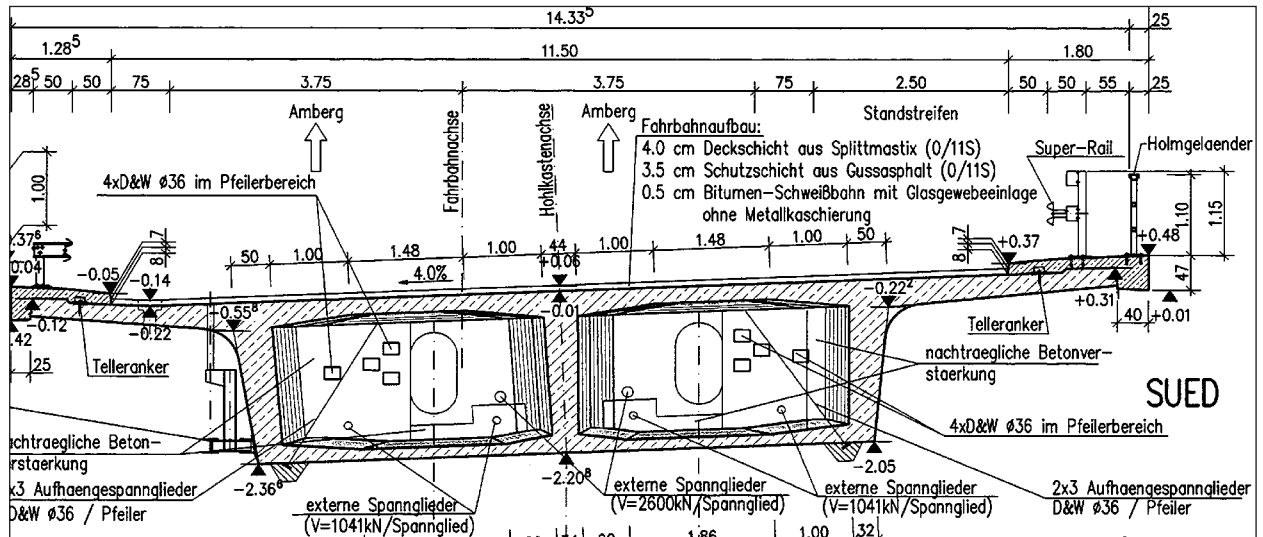 14.33⁵
25
1.28⁵
11.50
1.80
28⁵
50
50
75
3.75
3.75
75
2.50
50
50
55
25
Amberg
Fahrbahnachse
Hohlkastenachse
Amberg
Standstreifen
Fahrbahnaufbau:
4.0 cm Deckschicht aus Splittmastix (0/11S)
3.5 cm Schutzschicht aus Gussasphalt (0/11S)
0.5 cm Bitumen-Schweißbahn mit Glasgewebeeinlage
ohne Metallkaschierung
Super-Rail
Holmgelaender
1.00
4xD&W ø36 im Pfeilerbereich
1.10
1.15
8
7
50
1.00
1.48
1.00
44
1.00
1.48
1.00
50
8
7
+0.37
+0.48
.37⁶
-0.04
-0.05
-0.14
4.0%
+0.06
-0.0
-0.22²
47
-0.12
-0.22
-0.55⁸
+0.31
40
+0.01
.42
25
Telleranker
Telleranker
nachtraegliche Betonver-
staerkung
SUED
4xD&W ø36 im Pfeilerbereich
achtraegliche Beton-
erstaerkung
-2.36⁶
-2.20⁸
-2.05
x3 Aufhaengespannglieder
D&W ø36 / Pfeiler
externe Spannglieder
(V=1041kN/Spannglied)
externe Spannglieder
(V=2600kN/Spannglied)
externe Spannglieder
(V=1041kN/Spannglied)
2x3 Aufhaengespannglieder
D&W ø36 / Pfeiler
1.86
1.00
32